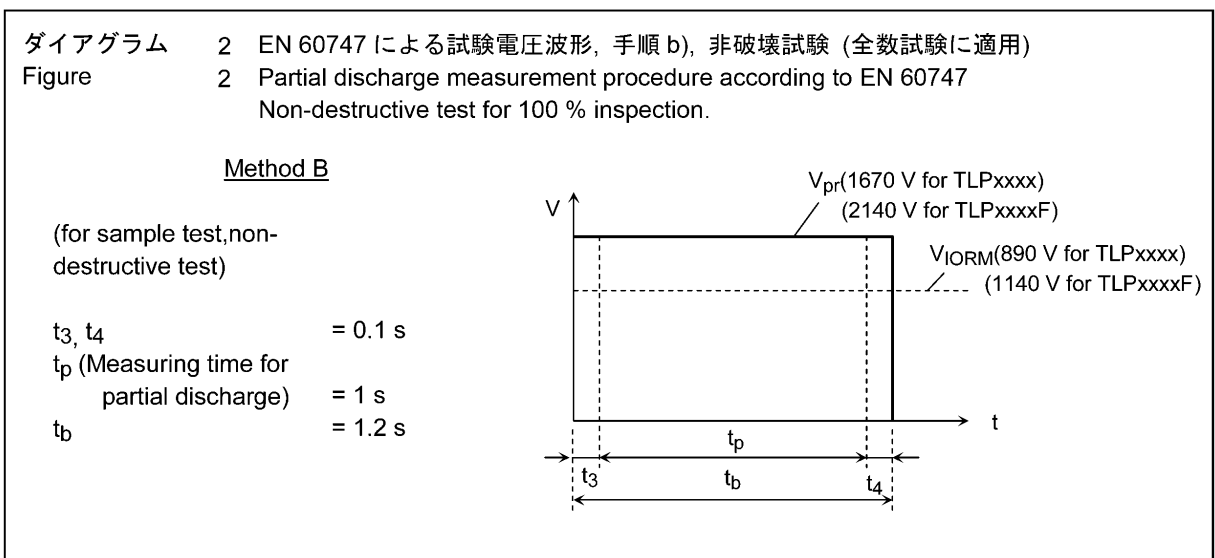 ダイアグラム 2 EN 60747 による試験電圧波形, 手順 b), 非破壊試験 (全数試験に適用)
Figure 2 Partial discharge measurement procedure according to EN 60747
Non-destructive test for 100 % inspection.
Method B
(for sample test,non-
destructive test)
t3, t4 = 0.1 s
tp (Measuring time for
partial discharge) = 1 s
tb = 1.2 s
Vpr(1670 V for TLPxxxx)
(2140 V for TLPxxxxF)
V
VIORM(890 V for TLPxxxx)
(1140 V for TLPxxxxF)
t
tp
t3 tb t4